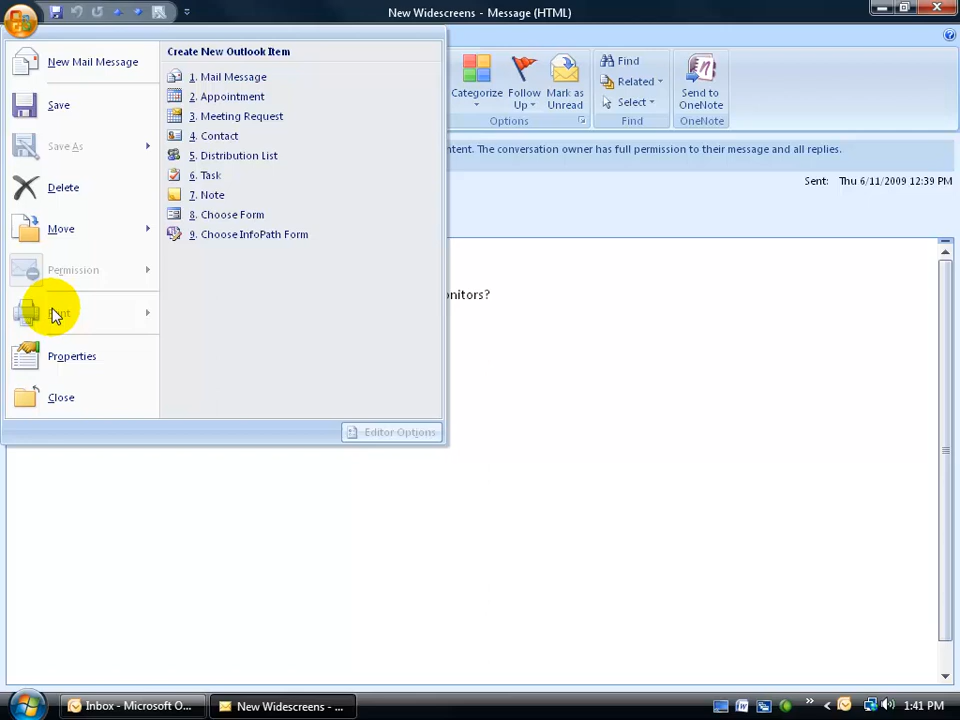 New Widescreens - Message (HTML)
New Mail Message
Save
Save As
Delete
Move
Permission
Properties
Close
Create New Outlook Item
1. Mail Message
2. Appointment
3. Meeting Request
4. Contact
5. Distribution List
6. Task
7. Note
8. Choose Form
9. Choose InfoPath Form
Editor Options
Categorize
Follow Up
Mark as Unread
Options
Find
Related
Select
Find
Send to OneNote
OneNote
The conversation owner has full permission to their message and all replies.
Sent: Thu 6/11/2009 12:39 PM
Inbox - Microsoft O...
New Widescreens - ...
1:41 PM